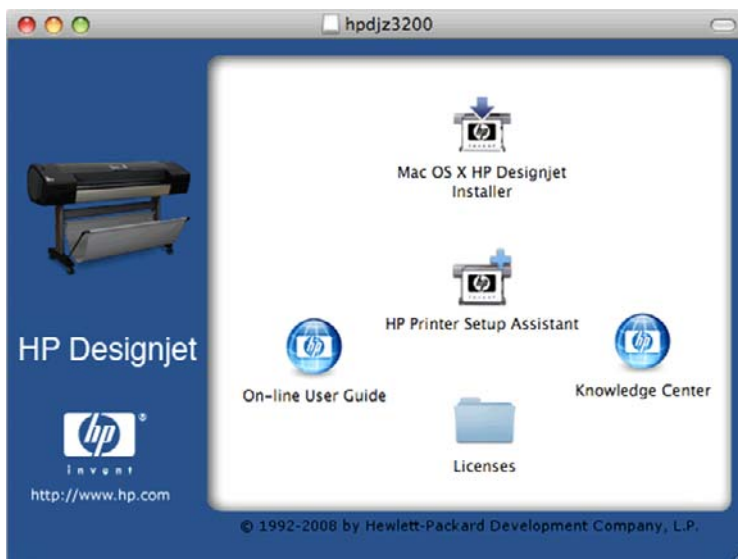 hpdjz3200
Mac OS X HP Designjet
Installer
HP Printer Setup Assistant
On-line User Guide
Knowledge Center
Licenses
HP Designjet
hp
invent
http://www.hp.com
© 1992-2008 by Hewlett-Packard Development Company, L.P.